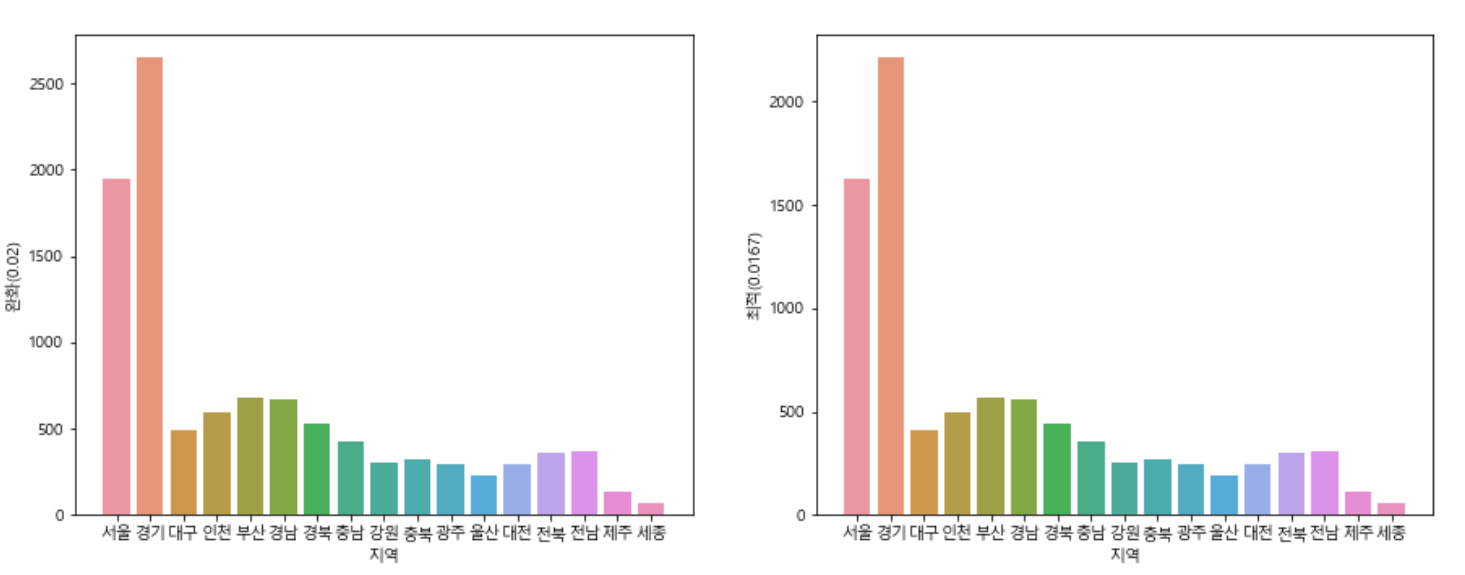 2500
2000
1500
1000
500
0
완화(0.02)
서울 경기 대구 인천 부산 경남 경북 충남 강원 충북 광주 울산 대전 전북 전남 제주 세종
지역
2000
1500
1000
500
0
최적(0.0167)
서울 경기 대구 인천 부산 경남 경북 충남 강원 충북 광주 울산 대전 전북 전남 제주 세종
지역